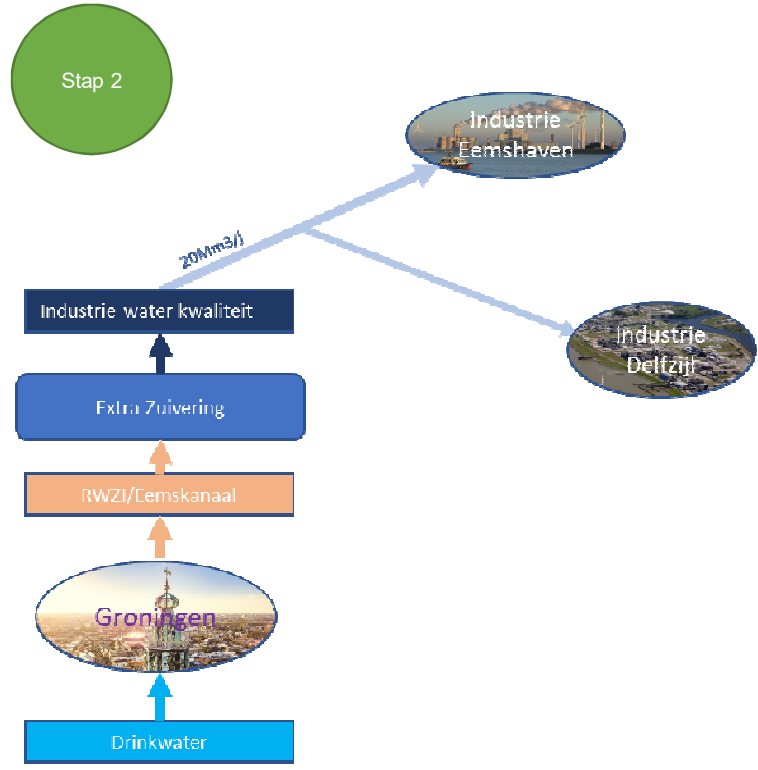 Stap 2
Industrie
Eemshaven
20Mm3/j
Industrie water kwaliteit
Industrie
Delfzijl
Extra Zuivering
RWZI/Eemskanaal
Groningen
Drinkwater